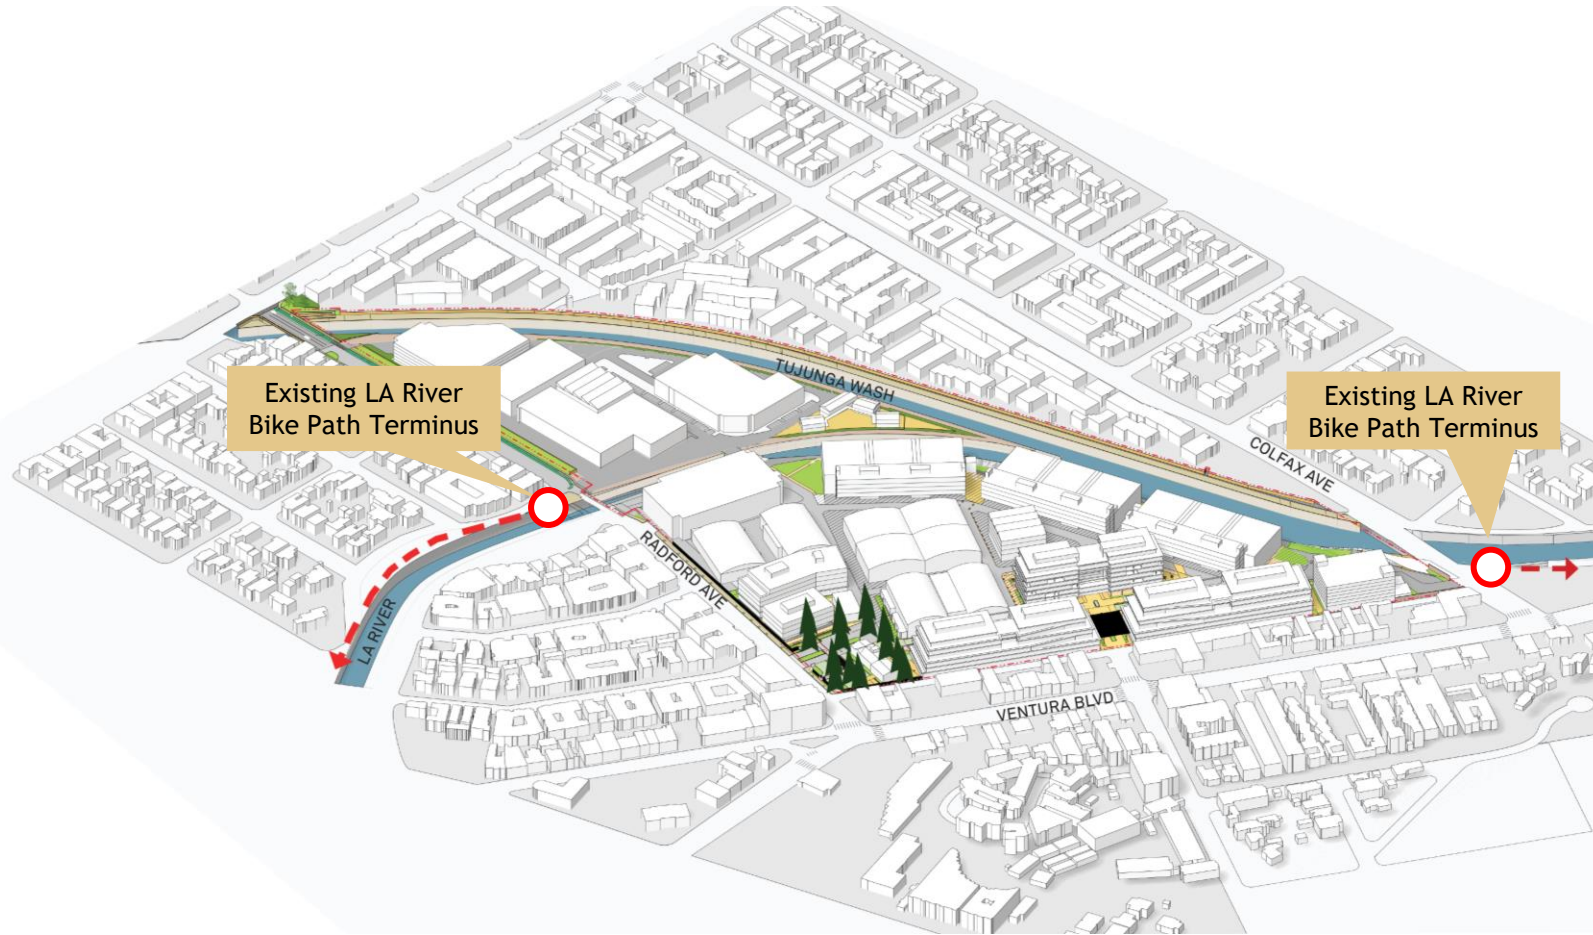 Existing LA River
Bike Path Terminus
Existing LA River
Bike Path Terminus
TUJUNGA WASH
COLFAX AVE
RADFORD AVE
LA RIVER
VENTURA BLVD